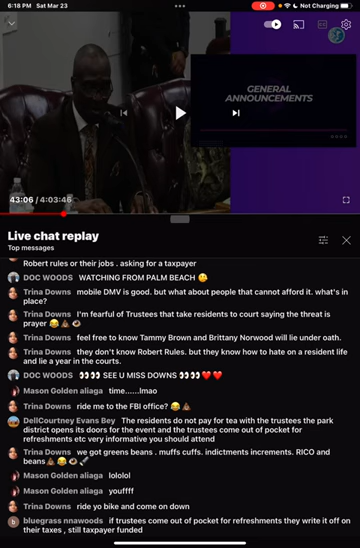 6:18 PM Sat Mar 23
Not Charging
GENERAL
ANNOUNCEMENTS
43:06 / 4:03:46
Live chat replay
Top messages
Robert rules or their jobs . asking for a taxpayer
DOC WOODS WATCHING FROM PALM BEACH 😀
Trina Downs mobile DMV is good. but what about people that cannot afford it. what's in
place?
Trina Downs I'm fearful of Trustees that take residents to court saying the threat is
prayer 😂💩👁
Trina Downs feel free to know Tammy Brown and Brittany Norwood will lie under oath.
Trina Downs they don't know Robert Rules. but they know how to hate on a resident life
and lie a year in the courts.
DOC WOODS 👀👀👀 SEE U MISS DOWNS 👀👀👀❤️❤️
Mason Golden aliaga time......lmao
Trina Downs ride me to the FBI office? 😂💩
DellCourtney Evans Bey The residents do not pay for tea with the trustees the park
district opens its doors for the event and the trustees come out of pocket for
refreshments etc very informative you should attend
Trina Downs we got greens beans . muffs cuffs. indictments increments. RICO and
beans💩😂👁🚀
Mason Golden aliaga lololol
Mason Golden aliaga youffff
Trina Downs ride yo bike and come on down
bluegrass nnawoods if trustees come out of pocket for refreshments they write it off on
their taxes , still taxpayer funded